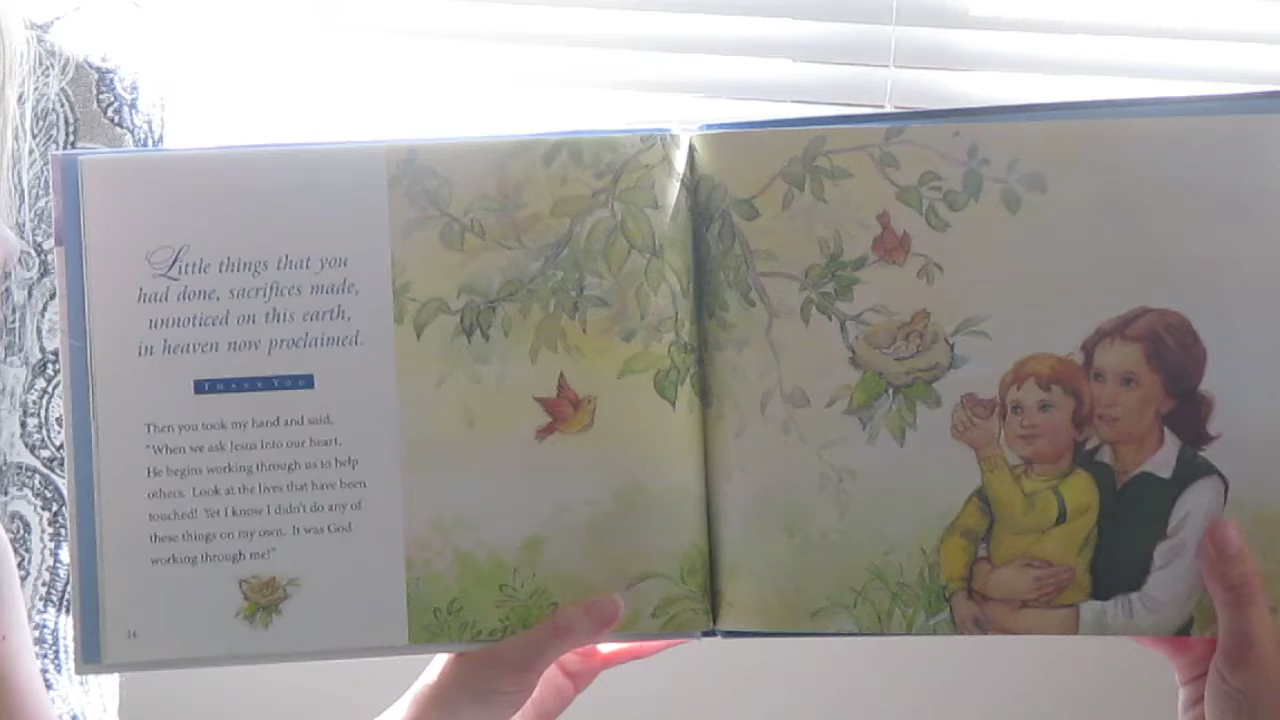 Little things that you
had done, sacrifices made,
unnoticed on this earth,
in heaven now proclaimed.
THANK YOU
Then you took my hand and said,
"When we ask Jesus into our heart,
He begins working through us to help
others. Look at the lives that have been
touched! Yet I know I didn't do any of
these things on my own. It was God
working through me!"
14